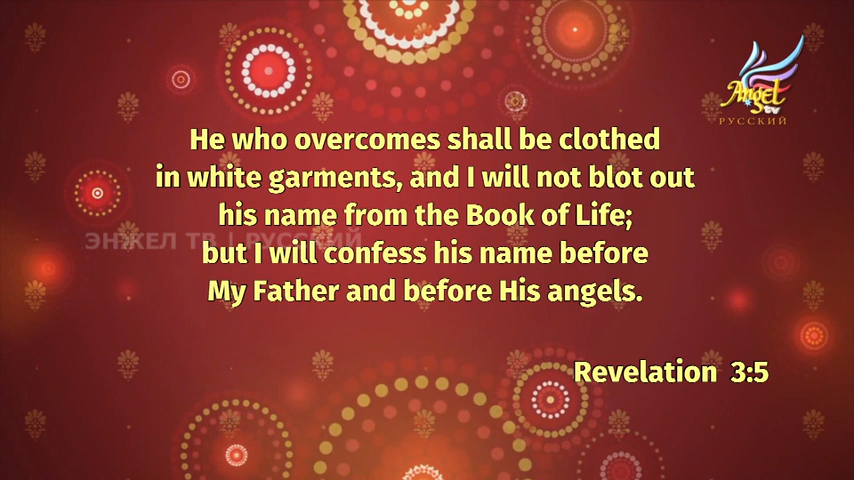 Angel
tv
РУССКИЙ
He who overcomes shall be clothed
in white garments, and I will not blot out
his name from the Book of Life;
ЭНЖЕЛ ТВ | РУССКИЙ
but I will confess his name before
My Father and before His angels.
Revelation 3:5